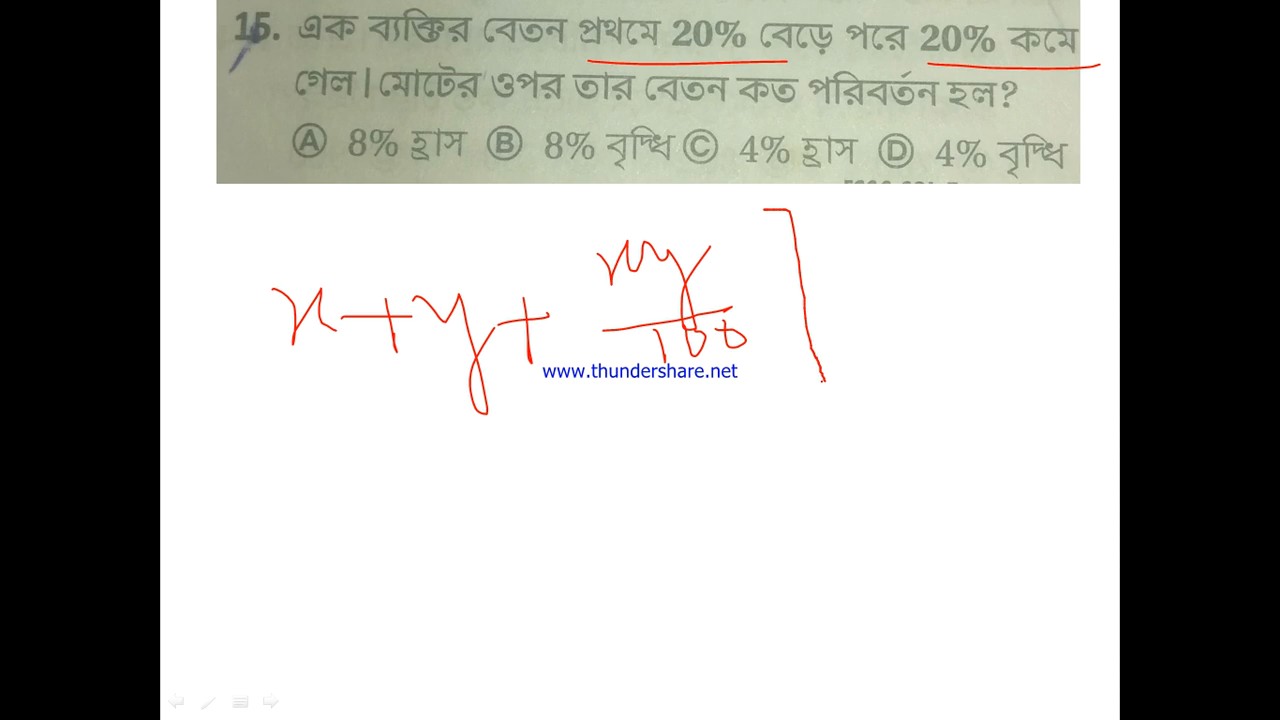 15. এক ব্যক্তির বেতন প্রথমে 20% বেড়ে পরে 20% কমে
গেল। মোটের ওপর তার বেতন কত পরিবর্তন হল?
Ⓐ 8% হ্রাস Ⓑ 8% বৃদ্ধি Ⓒ 4% হ্রাস Ⓓ 4% বৃদ্ধি
x+y+ xy/100
www.thundershare.net